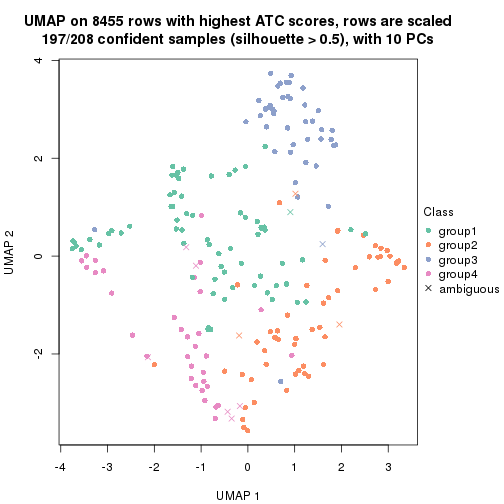 UMAP on 8455 rows with highest ATC scores, rows are scaled
197/208 confident samples (silhouette > 0.5), with 10 PCs
4
2
0
-2
UMAP 2
-4
-3
-2
-1
0
1
2
3
UMAP 1
Class
group1
group2
group3
group4
ambiguous